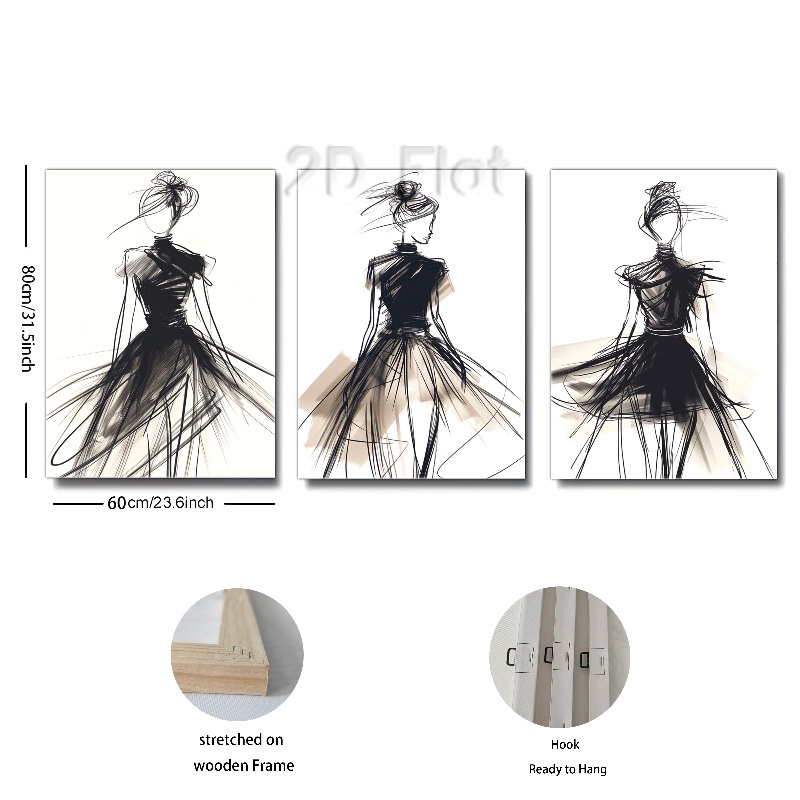 2D Flat
80cm/31.5inch
60cm/23.6inch
stretched on
wooden Frame
Hook
Ready to Hang